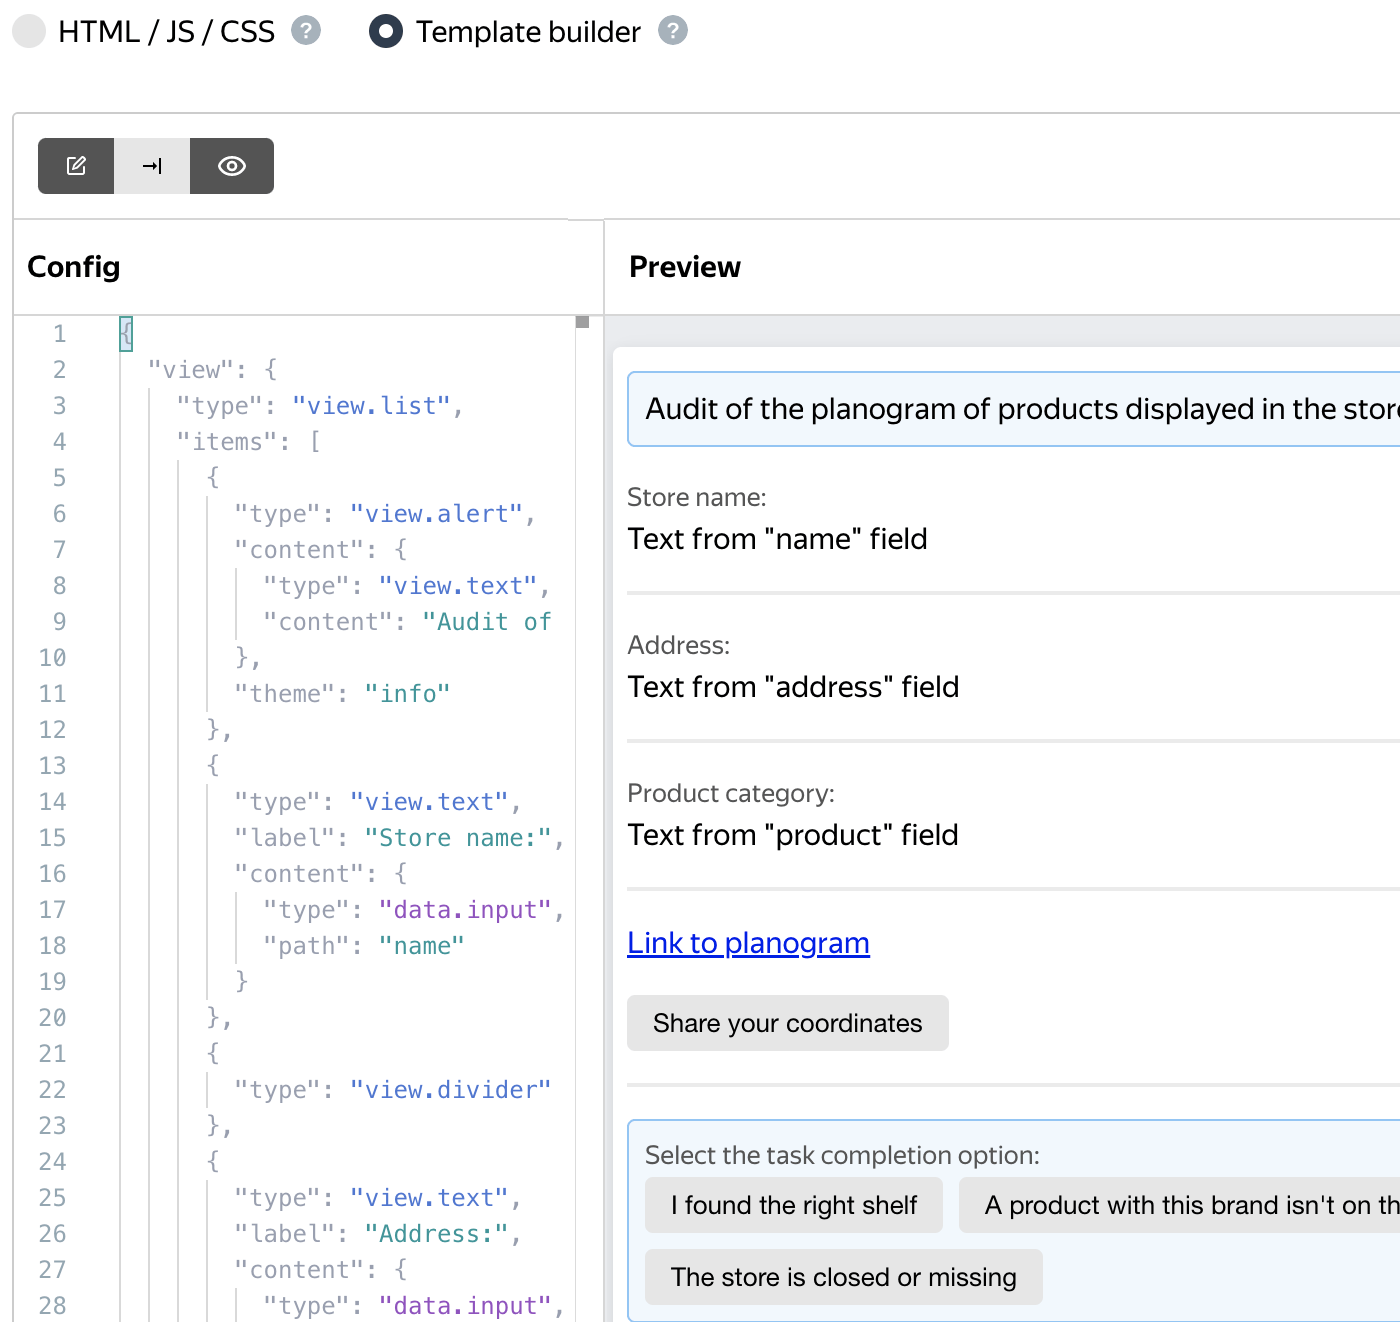 HTML / JS / CSS ? Template builder ?
Config
Preview
1 {
2 "view": {
3 "type": "view.list",
4 "items": [
5 {
6 "type": "view.alert",
7 "content": {
8 "type": "view.text",
9 "content": "Audit of
10 },
11 "theme": "info"
12 },
13 {
14 "type": "view.text",
15 "label": "Store name:",
16 "content": {
17 "type": "data.input",
18 "path": "name"
19 }
20 },
21 {
22 "type": "view.divider"
23 },
24 {
25 "type": "view.text",
26 "label": "Address:",
27 "content": {
28 "type": "data.input",
Audit of the planogram of products displayed in the
Store name:
Text from "name" field
Address:
Text from "address" field
Product category:
Text from "product" field
Link to planogram
Share your coordinates
Select the task completion option:
I found the right shelf
A product with this brand isn't on
The store is closed or missing